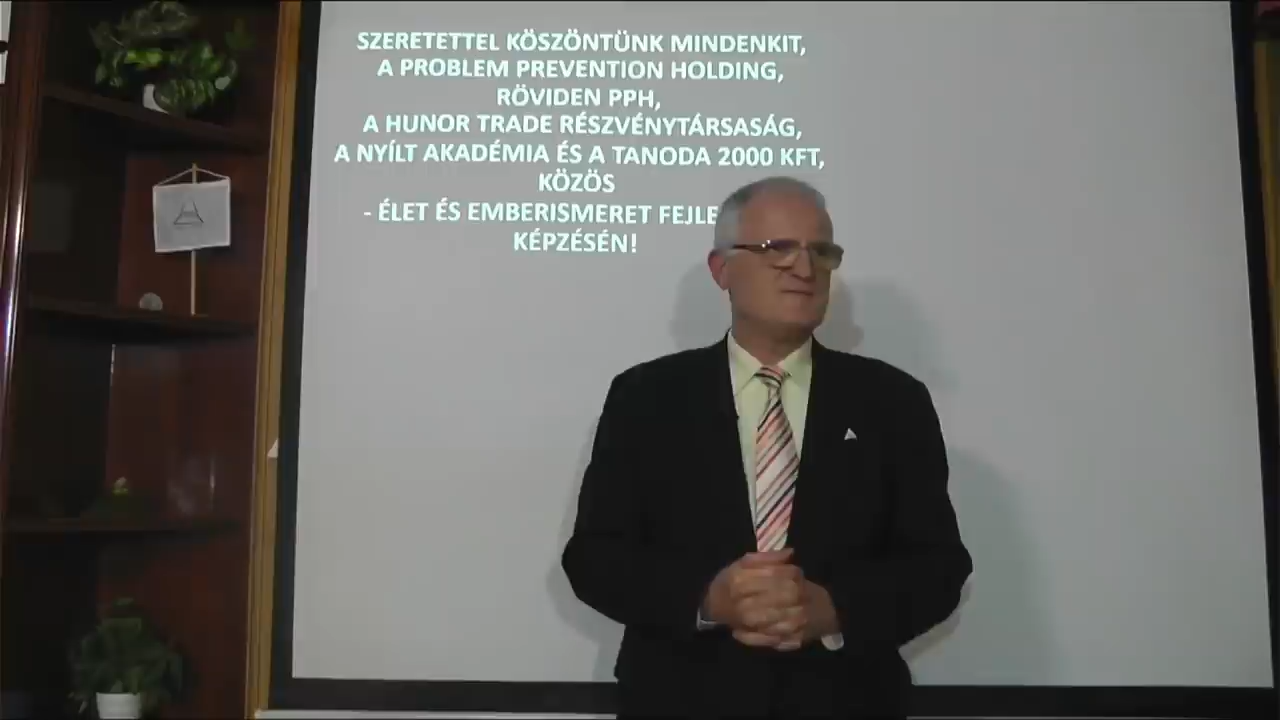 SZERETETTEL KÖSZÖNTÜNK MINDENKIT,
A PROBLEM PREVENTION HOLDING,
RÖVIDEN PPH,
A HUNOR TRADE RÉSZVÉNYTÁRSASÁG,
A NYÍLT AKADÉMIA ÉS A TANODA 2000 KFT,
KÖZÖS
- ÉLET ÉS EMBERISMERET
KÉPZÉSÉN!